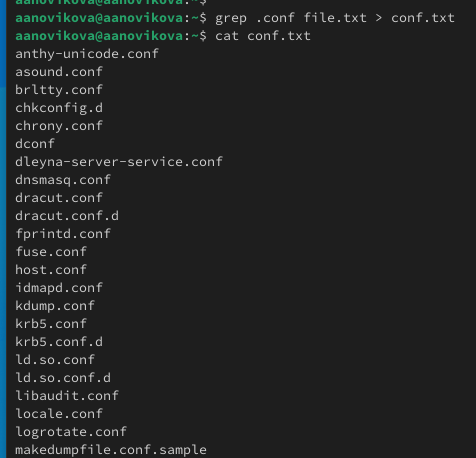 aanovikova@aanovikova:~$
aanovikova@aanovikova:~$ grep .conf file.txt > conf.txt
aanovikova@aanovikova:~$ cat conf.txt
anthy-unicode.conf
asound.conf
brltty.conf
chkconfig.d
chrony.conf
dconf
dleyna-server-service.conf
dnsmasq.conf
dracut.conf
dracut.conf.d
fprintd.conf
fuse.conf
host.conf
idmapd.conf
kdump.conf
krb5.conf
krb5.conf.d
ld.so.conf
ld.so.conf.d
libaudit.conf
locale.conf
logrotate.conf
makedumpfile.conf.sample